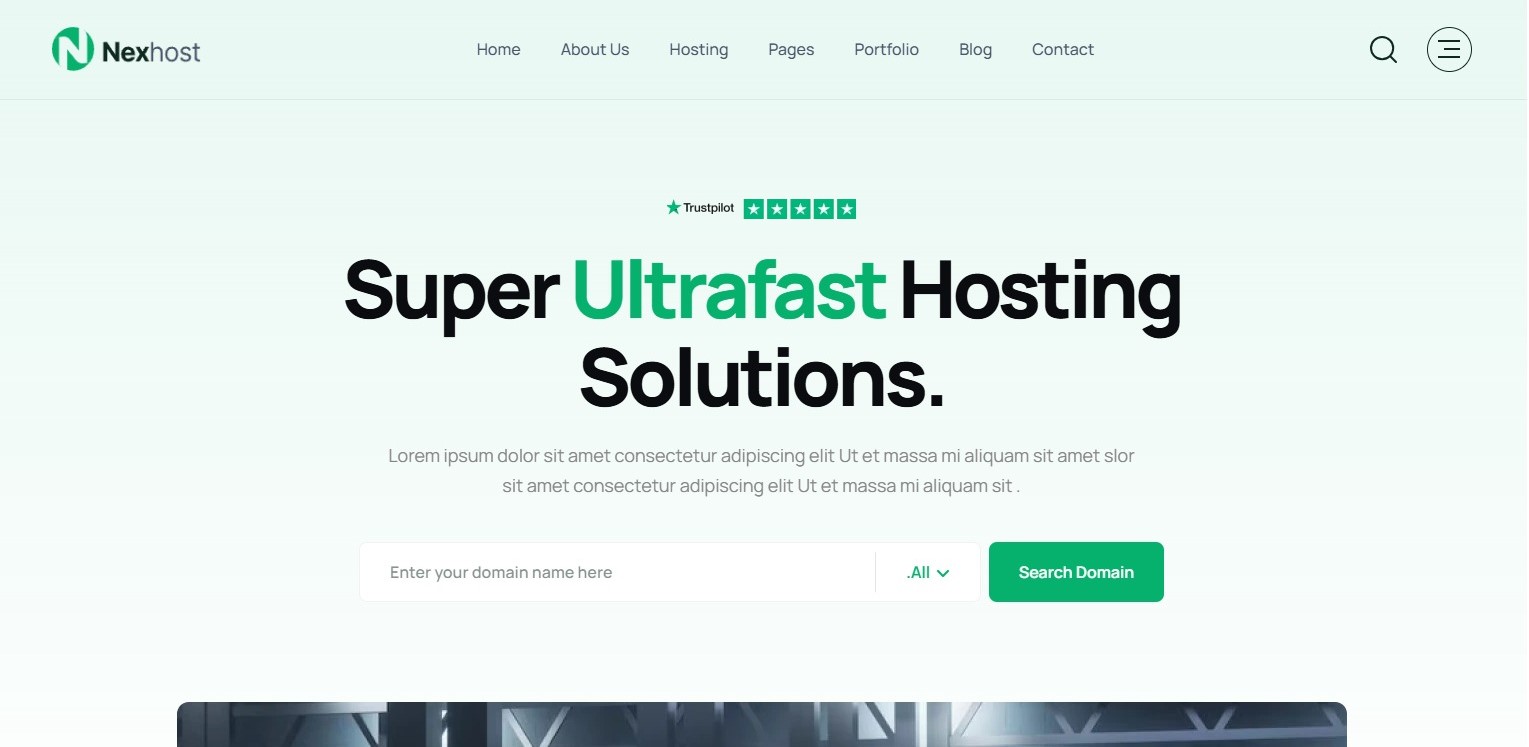 Nexhost
Home About Us Hosting Pages Portfolio Blog Contact
Trustpilot
Super Ultrafast Hosting
Solutions.
Lorem ipsum dolor sit amet consectetur adipiscing elit Ut et massa mi aliquam sit amet slor
sit amet consectetur adipiscing elit Ut et massa mi aliquam sit .
Enter your domain name here .All Search Domain